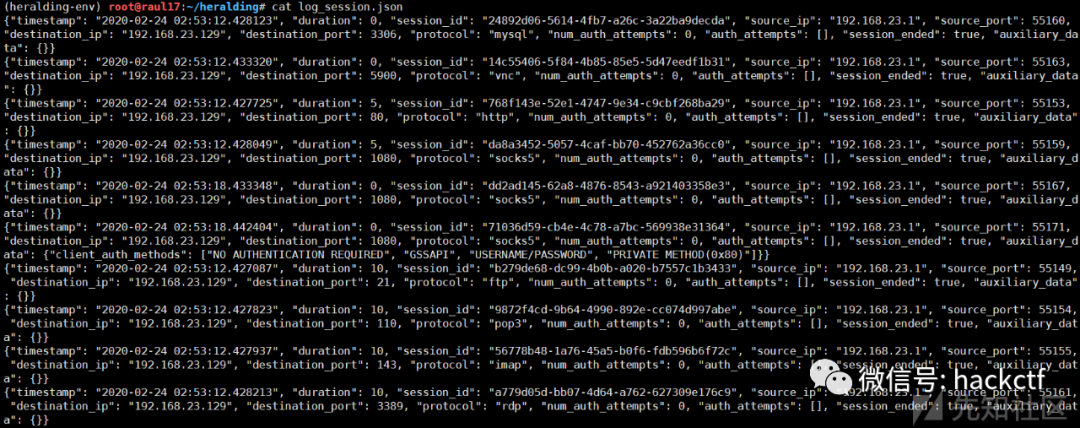 (heralding-env) root@raul17:~/heralding# cat log_session.json
{"timestamp": "2020-02-24 02:53:12.428123", "duration": 0, "session_id": "24892d06-5614-4fb7-a26c-3a22ba9decda", "source_ip": "192.168.23.1", "source_port": 55160,
"destination_ip": "192.168.23.129", "destination_port": 3306, "protocol": "mysql", "num_auth_attempts": 0, "auth_attempts": [], "session_ended": true, "auxiliary_da
ta": {}}
{"timestamp": "2020-02-24 02:53:12.433320", "duration": 0, "session_id": "14c55406-5f84-4b85-85e5-5d47eedf1b31", "source_ip": "192.168.23.1", "source_port": 55163,
"destination_ip": "192.168.23.129", "destination_port": 5900, "protocol": "vnc", "num_auth_attempts": 0, "auth_attempts": [], "session_ended": true, "auxiliary_data
": {}}
{"timestamp": "2020-02-24 02:53:12.427725", "duration": 5, "session_id": "768f143e-52e1-4747-9e34-c9cbf268ba29", "source_ip": "192.168.23.1", "source_port": 55153,
"destination_ip": "192.168.23.129", "destination_port": 80, "protocol": "http", "num_auth_attempts": 0, "auth_attempts": [], "session_ended": true, "auxiliary_data"
: {}}
{"timestamp": "2020-02-24 02:53:12.428049", "duration": 5, "session_id": "da8a3452-5057-4caf-bb70-452762a36cc0", "source_ip": "192.168.23.1", "source_port": 55159,
"destination_ip": "192.168.23.129", "destination_port": 1080, "protocol": "socks5", "num_auth_attempts": 0, "auth_attempts": [], "session_ended": true, "auxiliary_d
ata": {}}
{"timestamp": "2020-02-24 02:53:18.433348", "duration": 0, "session_id": "dd2ad145-62a8-4876-8543-a921403358e3", "source_ip": "192.168.23.1", "source_port": 55167,
"destination_ip": "192.168.23.129", "destination_port": 1080, "protocol": "socks5", "num_auth_attempts": 0, "auth_attempts": [], "session_ended": true, "auxiliary_d
ata": {}}
{"timestamp": "2020-02-24 02:53:18.442404", "duration": 0, "session_id": "71036d59-cb4e-4c78-a7bc-569938e31364", "source_ip": "192.168.23.1", "source_port": 55171,
"destination_ip": "192.168.23.129", "destination_port": 1080, "protocol": "socks5", "num_auth_attempts": 0, "auth_attempts": [], "session_ended": true, "auxiliary_d
ata": {"client_auth_methods": ["NO AUTHENTICATION REQUIRED", "GSSAPI", "USERNAME/PASSWORD", "PRIVATE METHOD(0x80)"]}}
{"timestamp": "2020-02-24 02:53:12.427087", "duration": 10, "session_id": "b279de68-dc99-4b0b-a020-b7557c1b3433", "source_ip": "192.168.23.1", "source_port": 55149,
"destination_ip": "192.168.23.129", "destination_port": 21, "protocol": "ftp", "num_auth_attempts": 0, "auth_attempts": [], "session_ended": true, "auxiliary_data"
: {}}
{"timestamp": "2020-02-24 02:53:12.427823", "duration": 10, "session_id": "9872f4cd-9b64-4990-892e-cc074d997abe", "source_ip": "192.168.23.1", "source_port": 55154,
"destination_ip": "192.168.23.129", "destination_port": 110, "protocol": "pop3", "num_auth_attempts": 0, "auth_attempts": [], "session_ended": true, "auxiliary_dat
a": {}}
{"timestamp": "2020-02-24 02:53:12.427937", "duration": 10, "session_id": "56778b48-1a76-45a5-b0f6-fdb596b6f72c", "source_ip": "192.168.23.1", "source_port": 55155,
"destination_ip": "192.168.23.129", "destination_port": 143, "protocol": "imap", "num_auth_attempts": 0, "auth_attempts": [], "session_ended": true, "auxiliary_dat
a": {}}
{"timestamp": "2020-02-24 02:53:12.428213", "duration": 10, "session_id": "a779d05d-bb07-4d64-a762-627309e176c9", "source_ip": "192.168.23.1", "source_port": 55161,
"destination_ip": "192.168.23.129", "destination_port": 3389, "protocol": "rdp", "num_auth_attempts": 0, "auth_attempts": [], "session_ended": true, "auxiliary_dat
a": {}}
微信号: hackctf
先知社区